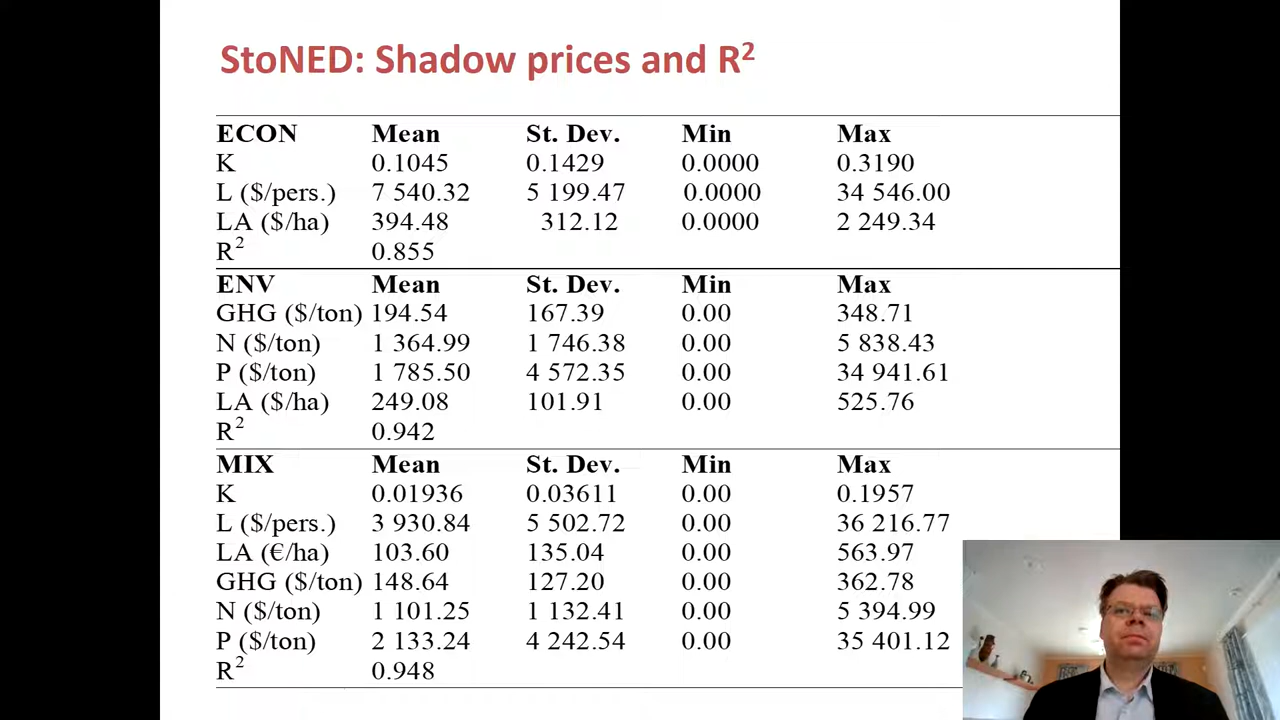 StoNED: Shadow prices and R²
ECON Mean St. Dev. Min Max
K 0.1045 0.1429 0.0000 0.3190
L ($/pers.) 7 540.32 5 199.47 0.0000 34 546.00
LA ($/ha) 394.48 312.12 0.0000 2 249.34
R² 0.855
ENV Mean St. Dev. Min Max
GHG ($/ton) 194.54 167.39 0.00 348.71
N ($/ton) 1 364.99 1 746.38 0.00 5 838.43
P ($/ton) 1 785.50 4 572.35 0.00 34 941.61
LA ($/ha) 249.08 101.91 0.00 525.76
R² 0.942
MIX Mean St. Dev. Min Max
K 0.01936 0.03611 0.00 0.1957
L ($/pers.) 3 930.84 5 502.72 0.00 36 216.77
LA (€/ha) 103.60 135.04 0.00 563.97
GHG ($/ton) 148.64 127.20 0.00 362.78
N ($/ton) 1 101.25 1 132.41 0.00 5 394.99
P ($/ton) 2 133.24 4 242.54 0.00 35 401.12
R² 0.948